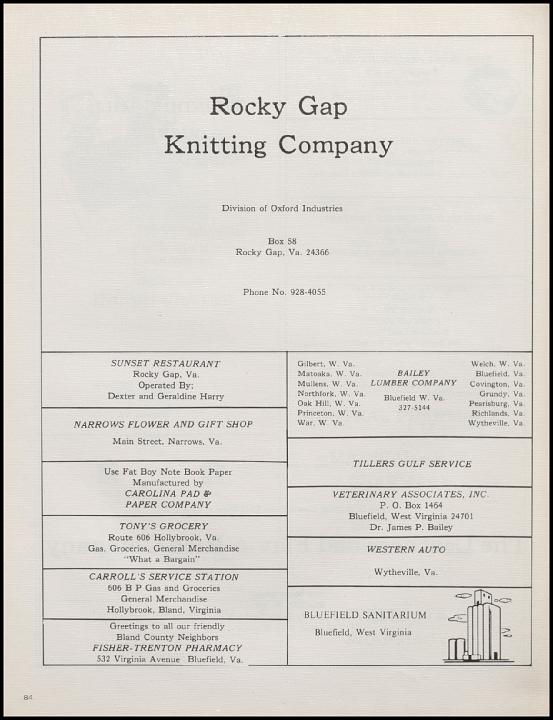 Rocky Gap
Knitting Company
Division of Oxford Industries
Box 58
Rocky Gap, Va. 24366
Phone No. 928-4055
SUNSET RESTAURANT
Rocky Gap, Va.
Operated By;
Dexter and Geraldine Harry
NARROWS FLOWER AND GIFT SHOP
Main Street, Narrows, Va.
Use Fat Boy Note Book Paper
Manufactured by
CAROLINA PAD &
PAPER COMPANY
TONY'S GROCERY
Route 606 Hollybrook, Va.
Gas, Groceries, General Merchandise
"What a Bargain"
CARROLL'S SERVICE STATION
606 B P Gas and Groceries
General Merchandise
Hollybrook, Bland, Virginia
Greetings to all our friendly
Bland County Neighbors
FISHER-TRENTON PHARMACY
532 Virginia Avenue Bluefield, Va.
Gilbert, W. Va.
Matoaka, W. Va.
Mullens, W. Va.
Northfork, W. Va.
Oak Hill, W. Va.
Princeton, W. Va.
War, W. Va.
BAILEY
LUMBER COMPANY
Bluefield W. Va.
327-5144
Welch, W. Va.
Bluefield, Va.
Covington, Va.
Grundy, Va.
Pearisburg, Va.
Richlands, Va.
Wytheville, Va.
TILLERS GULF SERVICE
VETERINARY ASSOCIATES, INC.
P. O. Box 1464
Bluefield, West Virginia 24701
Dr. James P. Bailey
WESTERN AUTO
Wytheville, Va.
BLUEFIELD SANITARIUM
Bluefield, West Virginia
84